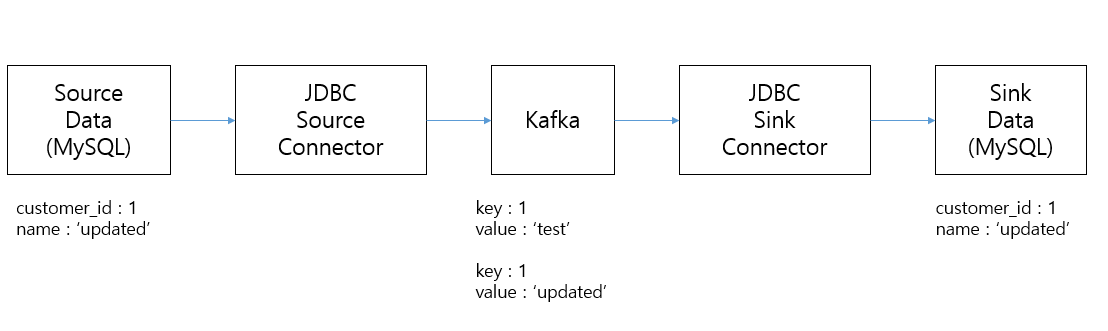 Source
Data
(MySQL)
JDBC
Source
Connector
Kafka
JDBC
Sink
Connector
Sink
Data
(MySQL)
customer_id : 1
name : ‘updated’
key : 1
value : ‘test’
key : 1
value : ‘updated’
customer_id : 1
name : ‘updated’